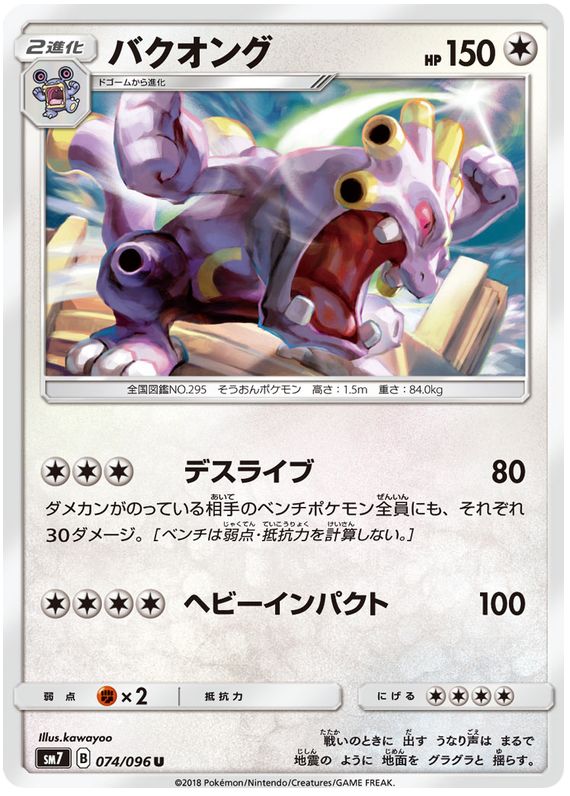 2進化
バクオング
HP 150
ドゴームから進化
全国図鑑NO.295 そうおんポケモン 高さ:1.5m 重さ:84.0kg
デスライブ 80
ダメカンがのっている相手のベンチポケモン全員にも、それぞれ
30ダメージ。[ベンチは弱点・抵抗力を計算しない。]
ヘビーインパクト 100
弱点 ×2 抵抗力 にげる
Illus.kawayoo
SM7 B 074/096 U
戦いのときに 出す うなり声は まるで
地震の ように 地面を グラグラと 揺らす。
©2018 Pokémon/Nintendo/Creatures/GAME FREAK.